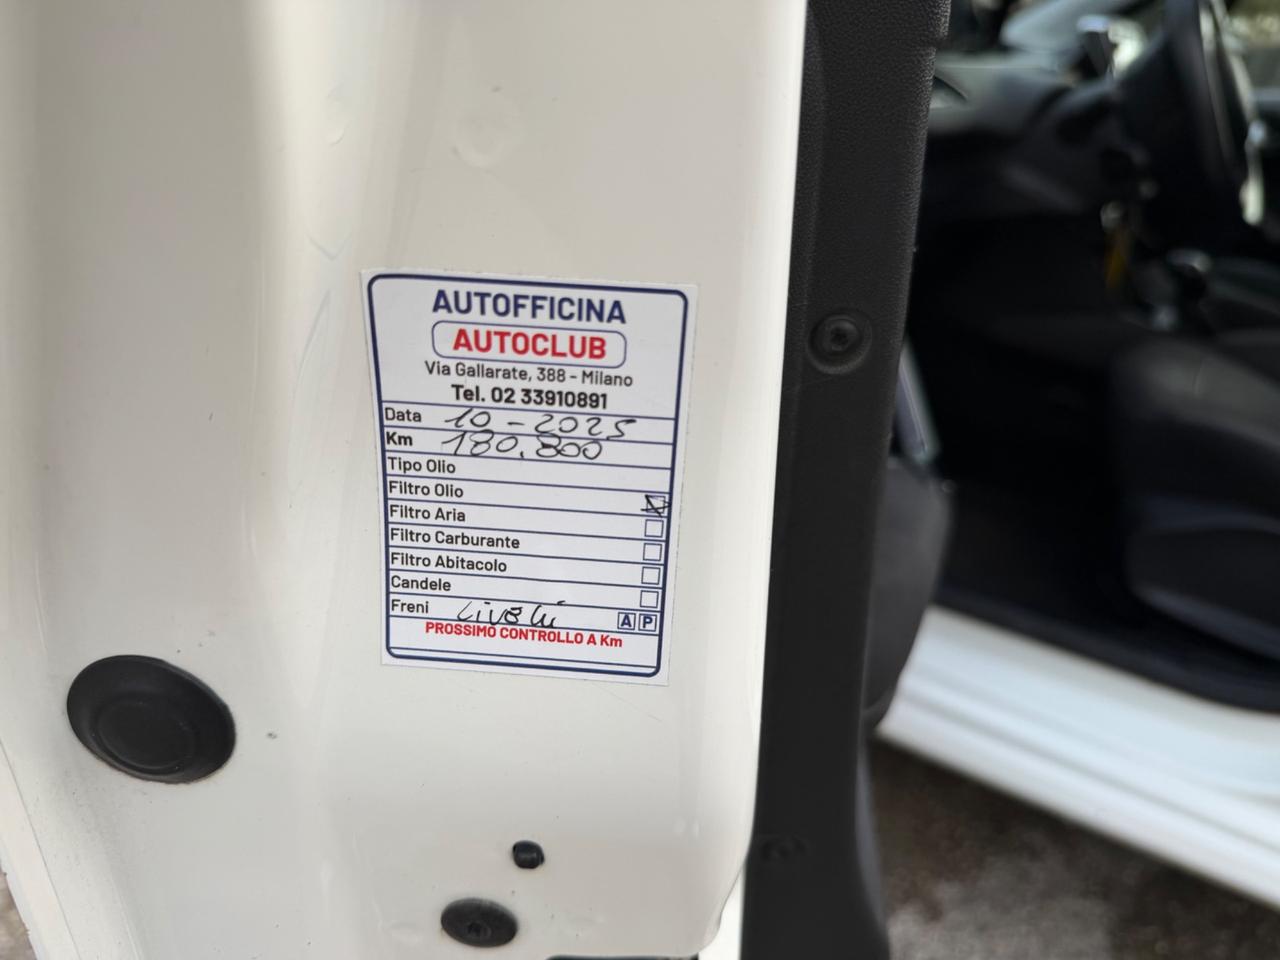 AUTOFFICINA
AUTOCLUB
Via Gallarate, 388 - Milano
Tel. 02 33910891
Data 10-2025
Km 180.800
Tipo Olio
Filtro Olio
Filtro Aria
Filtro Carburante
Filtro Abitacolo
Candele
Freni Livelli A P
PROSSIMO CONTROLLO A Km